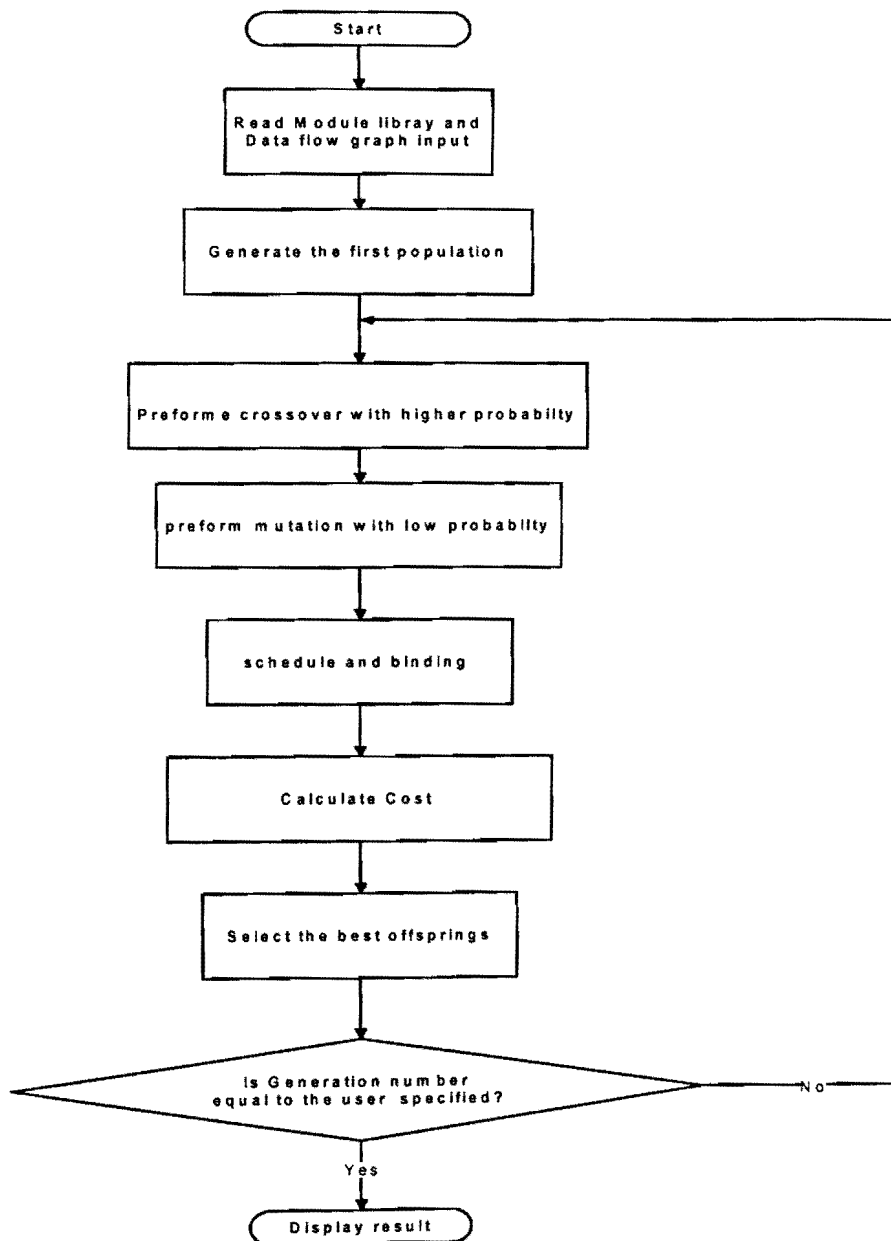 Start
Read Module libray and
Data flow graph input
Generate the first population
Preforme crossover with higher probabilty
preform mutation with low probabilty
schedule and binding
Calculate Cost
Select the best offsprings
Is Generation number
equal to the user specified?
No
Yes
Display result